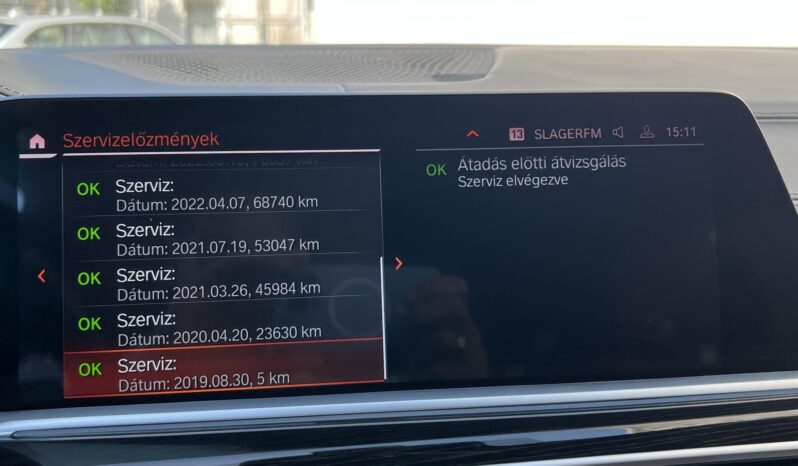 Szervizelőzmények
13 SLAGERFM 15:11
OK Szerviz:
Dátum: 2022.04.07, 68740 km
OK Szerviz:
Dátum: 2021.07.19, 53047 km
OK Szerviz:
Dátum: 2021.03.26, 45984 km
OK Szerviz:
Dátum: 2020.04.20, 23630 km
OK Szerviz:
Dátum: 2019.08.30, 5 km
OK Átadás előtti átvizsgálás
Szerviz elvégezve